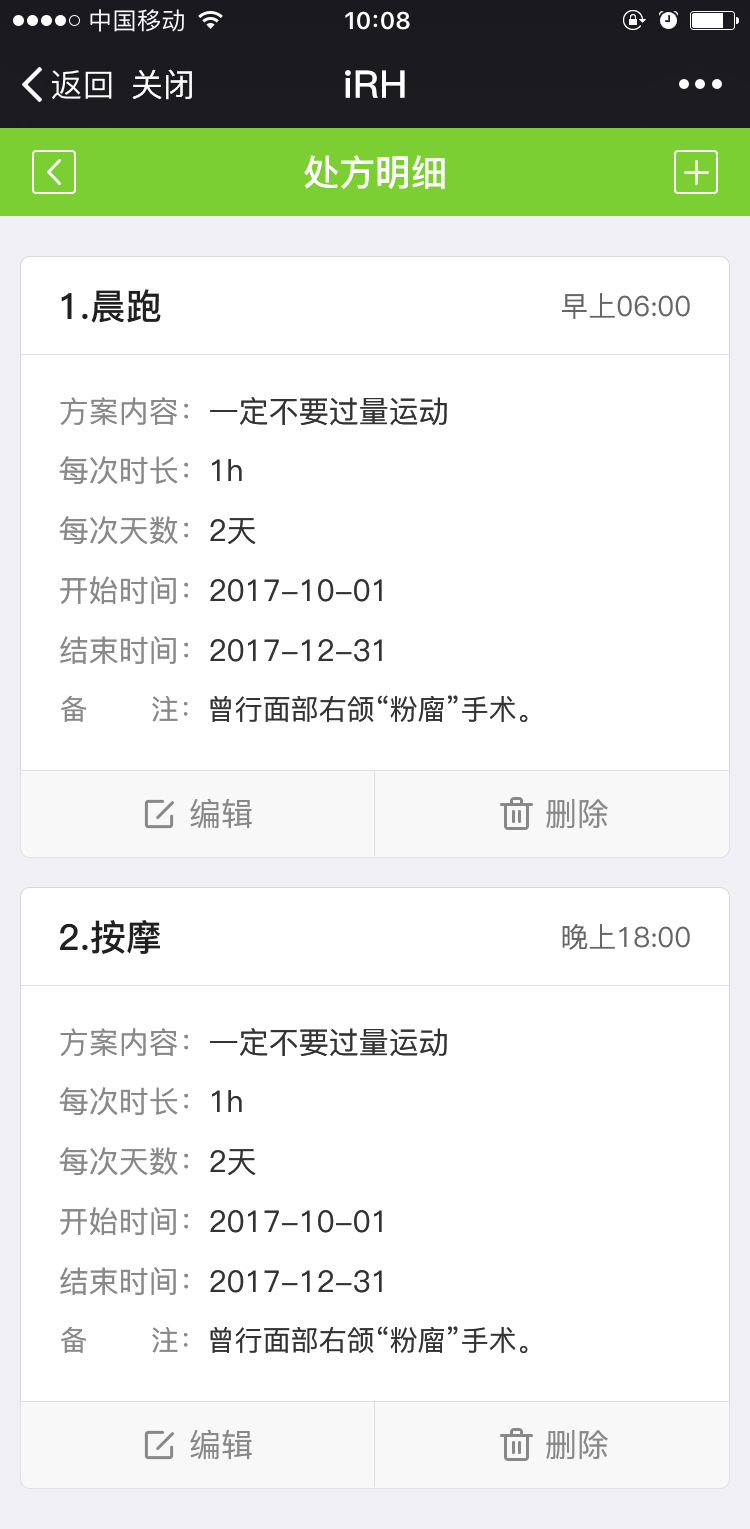 中国移动 10:08
返回 关闭 iRH
处方明细
1.晨跑 早上06:00
方案内容: 一定不要过量运动
每次时长: 1h
每次天数: 2天
开始时间: 2017-10-01
结束时间: 2017-12-31
备 注: 曾行面部右颌“粉瘤”手术。
编辑 删除
2.按摩 晚上18:00
方案内容: 一定不要过量运动
每次时长: 1h
每次天数: 2天
开始时间: 2017-10-01
结束时间: 2017-12-31
备 注: 曾行面部右颌“粉瘤”手术。
编辑 删除